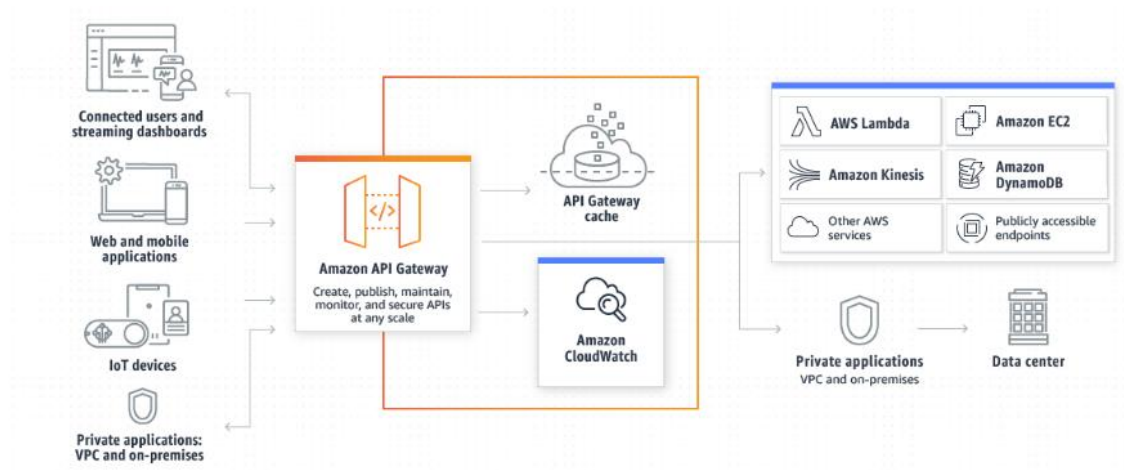 Connected users and
streaming dashboards
Web and mobile
applications
IoT devices
Private applications:
VPC and on-premises
</>
Amazon API Gateway
Create, publish, maintain,
monitor, and secure APIs
at any scale
API Gateway
cache
Amazon
CloudWatch
AWS Lambda
Amazon EC2
Amazon Kinesis
Amazon
DynamoDB
Other AWS
services
Publicly accessible
endpoints
Private applications
VPC and on-premises
Data center